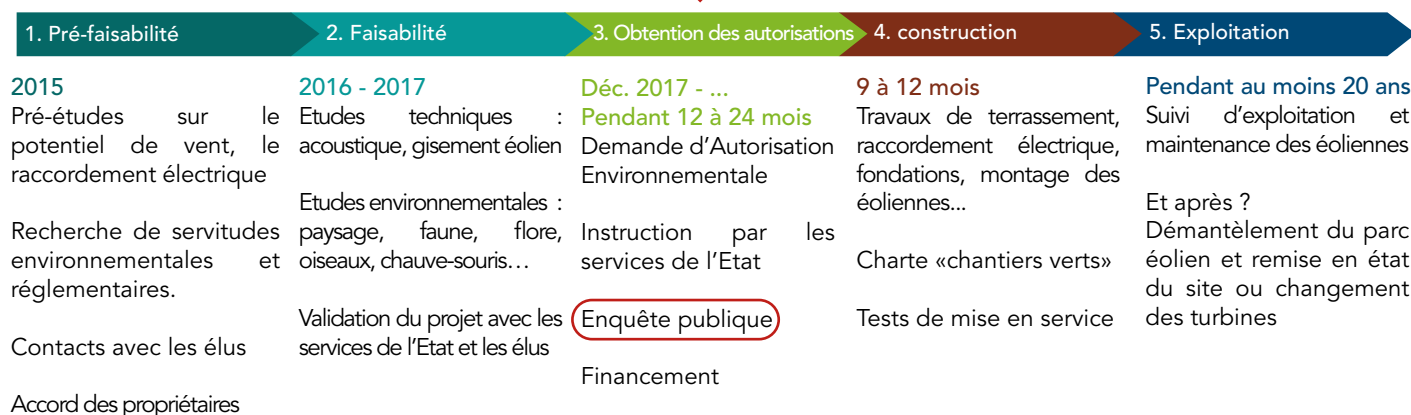 1. Pré-faisabilité
2. Faisabilité
3. Obtention des autorisations
4. construction
5. Exploitation
2015
Pré-études sur le
potentiel de vent, le
raccordement électrique
Recherche de servitudes
environnementales et
réglementaires.
Contacts avec les élus
Accord des propriétaires
2016 - 2017
Etudes techniques :
acoustique, gisement éolien
Etudes environnementales :
paysage, faune, flore,
oiseaux, chauve-souris…
Validation du projet avec les
services de l'Etat et les élus
Déc. 2017 - ...
Pendant 12 à 24 mois
Demande d'Autorisation
Environnementale
Instruction par les
services de l'Etat
Enquête publique
Financement
9 à 12 mois
Travaux de terrassement,
raccordement électrique,
fondations, montage des
éoliennes...
Charte «chantiers verts»
Tests de mise en service
Pendant au moins 20 ans
Suivi d'exploitation et
maintenance des éoliennes
Et après ?
Démantèlement du parc
éolien et remise en état
du site ou changement
des turbines